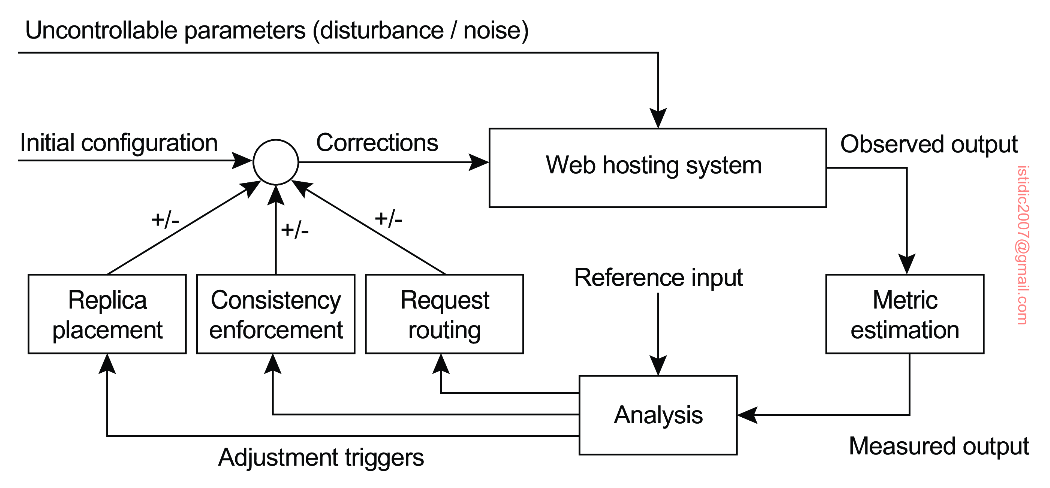 Uncontrollable parameters (disturbance / noise)
Initial configuration
Corrections
Web hosting system
Observed output
+/-
+/-
+/-
Reference input
Replica
placement
Consistency
enforcement
Request
routing
Metric
estimation
Analysis
Adjustment triggers
Measured output
istidic2007@gmail.com